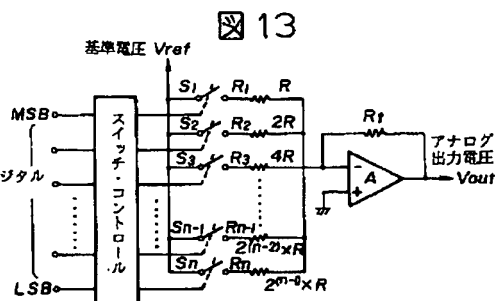 図13
基準電圧 Vref
S1 R1 R
MSB
S2 R2 2R
S3 R3 4R
Rf
ジタル
スイッチ・コントロール
A
アナログ
出力電圧
Vout
Sn-1 Rn-1
2(n-2)×R
Sn Rn
2(n-1)×R
LSB